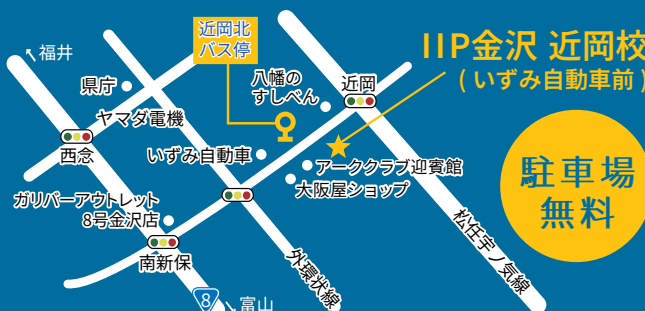 近岡北
バス停
↖福井
IIP金沢 近岡校
( いずみ自動車前 )
県庁
八幡の
すしべん
近岡
ヤマダ電機
西念
いずみ自動車
アーククラブ迎賓館
大阪屋ショップ
駐車場
無料
ガリバーアウトレット
8号金沢店
南新保
外環状線
松任宇ノ気線
8
↘富山